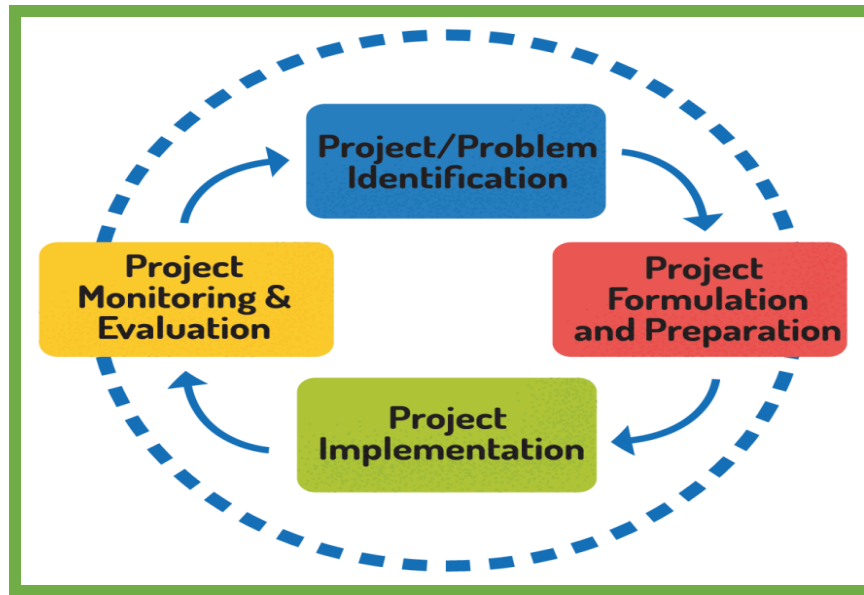 Project/Problem
Identification
Project
Formulation
and Preparation
Project
Implementation
Project
Monitoring &
Evaluation